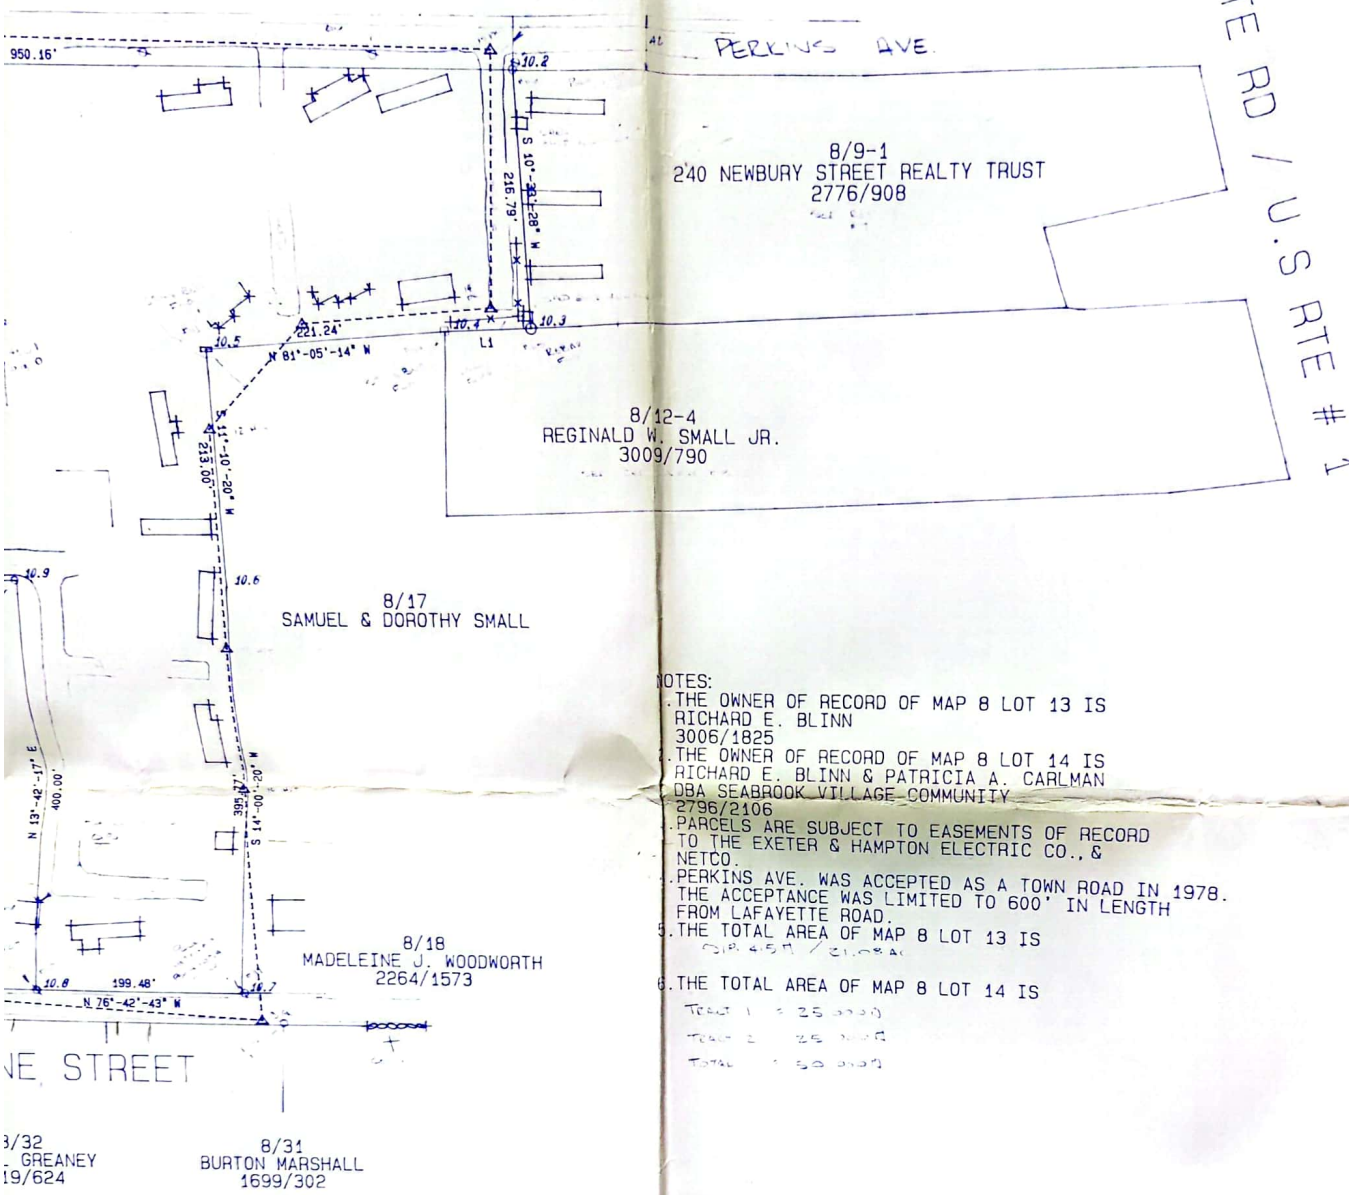 950.16'
PERKINS AVE.
10.2
TE RD / U.S RTE # 1
S 10°-33'-28" W
216.79'
8/9-1
240 NEWBURY STREET REALTY TRUST
2776/908
221.24'
N 81°-05'-14" W
10.5
10.4
10.3
L1
8/12-4
REGINALD W. SMALL JR.
3009/790
S 11°-10'-20" W
213.00'
10.9
10.6
8/17
SAMUEL & DOROTHY SMALL
NOTES:
.THE OWNER OF RECORD OF MAP 8 LOT 13 IS
RICHARD E. BLINN
3006/1825
.THE OWNER OF RECORD OF MAP 8 LOT 14 IS
RICHARD E. BLINN & PATRICIA A. CARLMAN
DBA SEABROOK VILLAGE COMMUNITY
2796/2106
.PARCELS ARE SUBJECT TO EASEMENTS OF RECORD
TO THE EXETER & HAMPTON ELECTRIC CO., &
NETCO.
.PERKINS AVE. WAS ACCEPTED AS A TOWN ROAD IN 1978.
THE ACCEPTANCE WAS LIMITED TO 600' IN LENGTH
FROM LAFAYETTE ROAD.
5.THE TOTAL AREA OF MAP 8 LOT 13 IS
6.THE TOTAL AREA OF MAP 8 LOT 14 IS
TRACT 1
TRACT 2
TOTAL
N 13°-42'-17" E
400.00'
S 14°-00'-20" W
8/18
MADELEINE J. WOODWORTH
2264/1573
10.8
199.48'
10.7
N 76°-42'-43" W
NE STREET
8/32
GREANEY
19/624
8/31
BURTON MARSHALL
1699/302